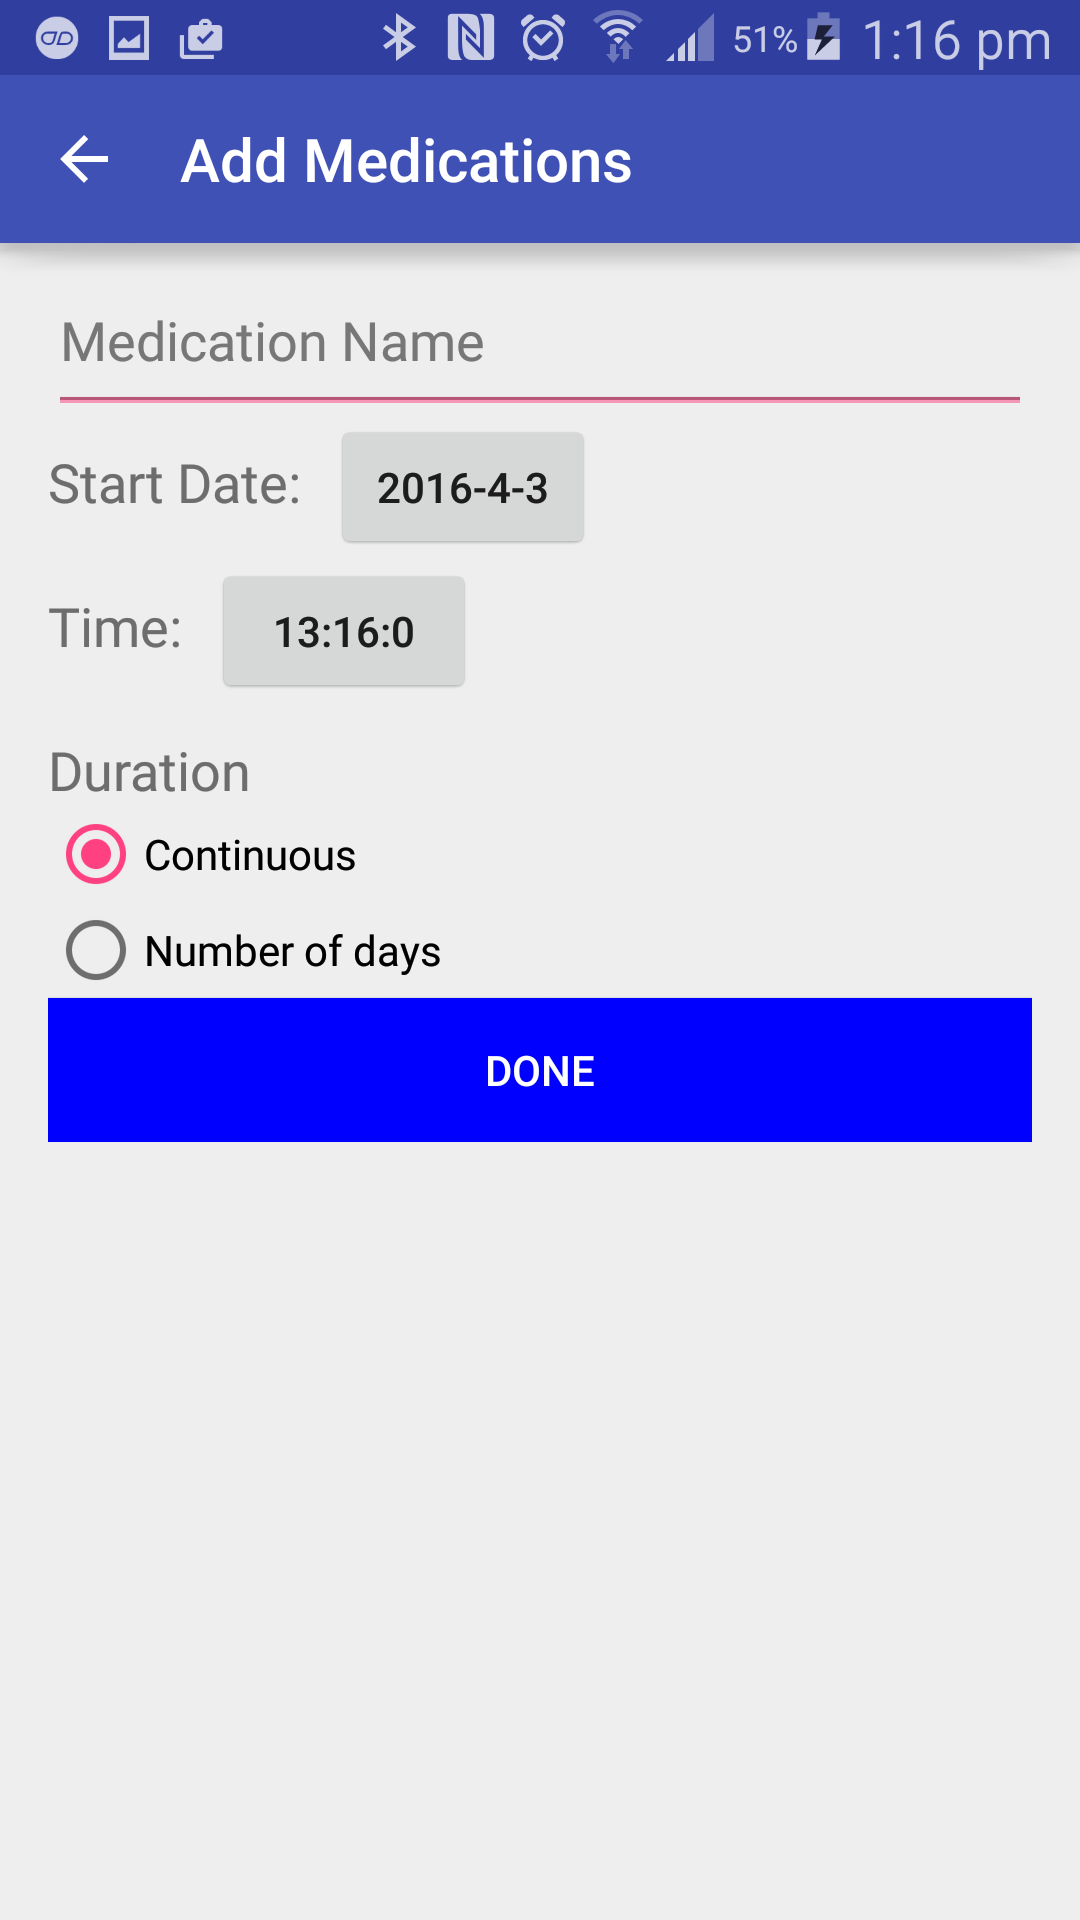 51% 1:16 pm
Add Medications
Medication Name
Start Date: 2016-4-3
Time: 13:16:0
Duration
Continuous
Number of days
DONE